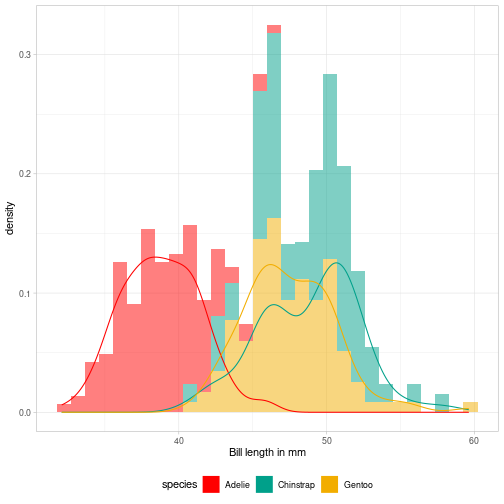 0.3
0.2
0.1
0.0
density
40
50
60
Bill length in mm
species
Adelie
Chinstrap
Gentoo